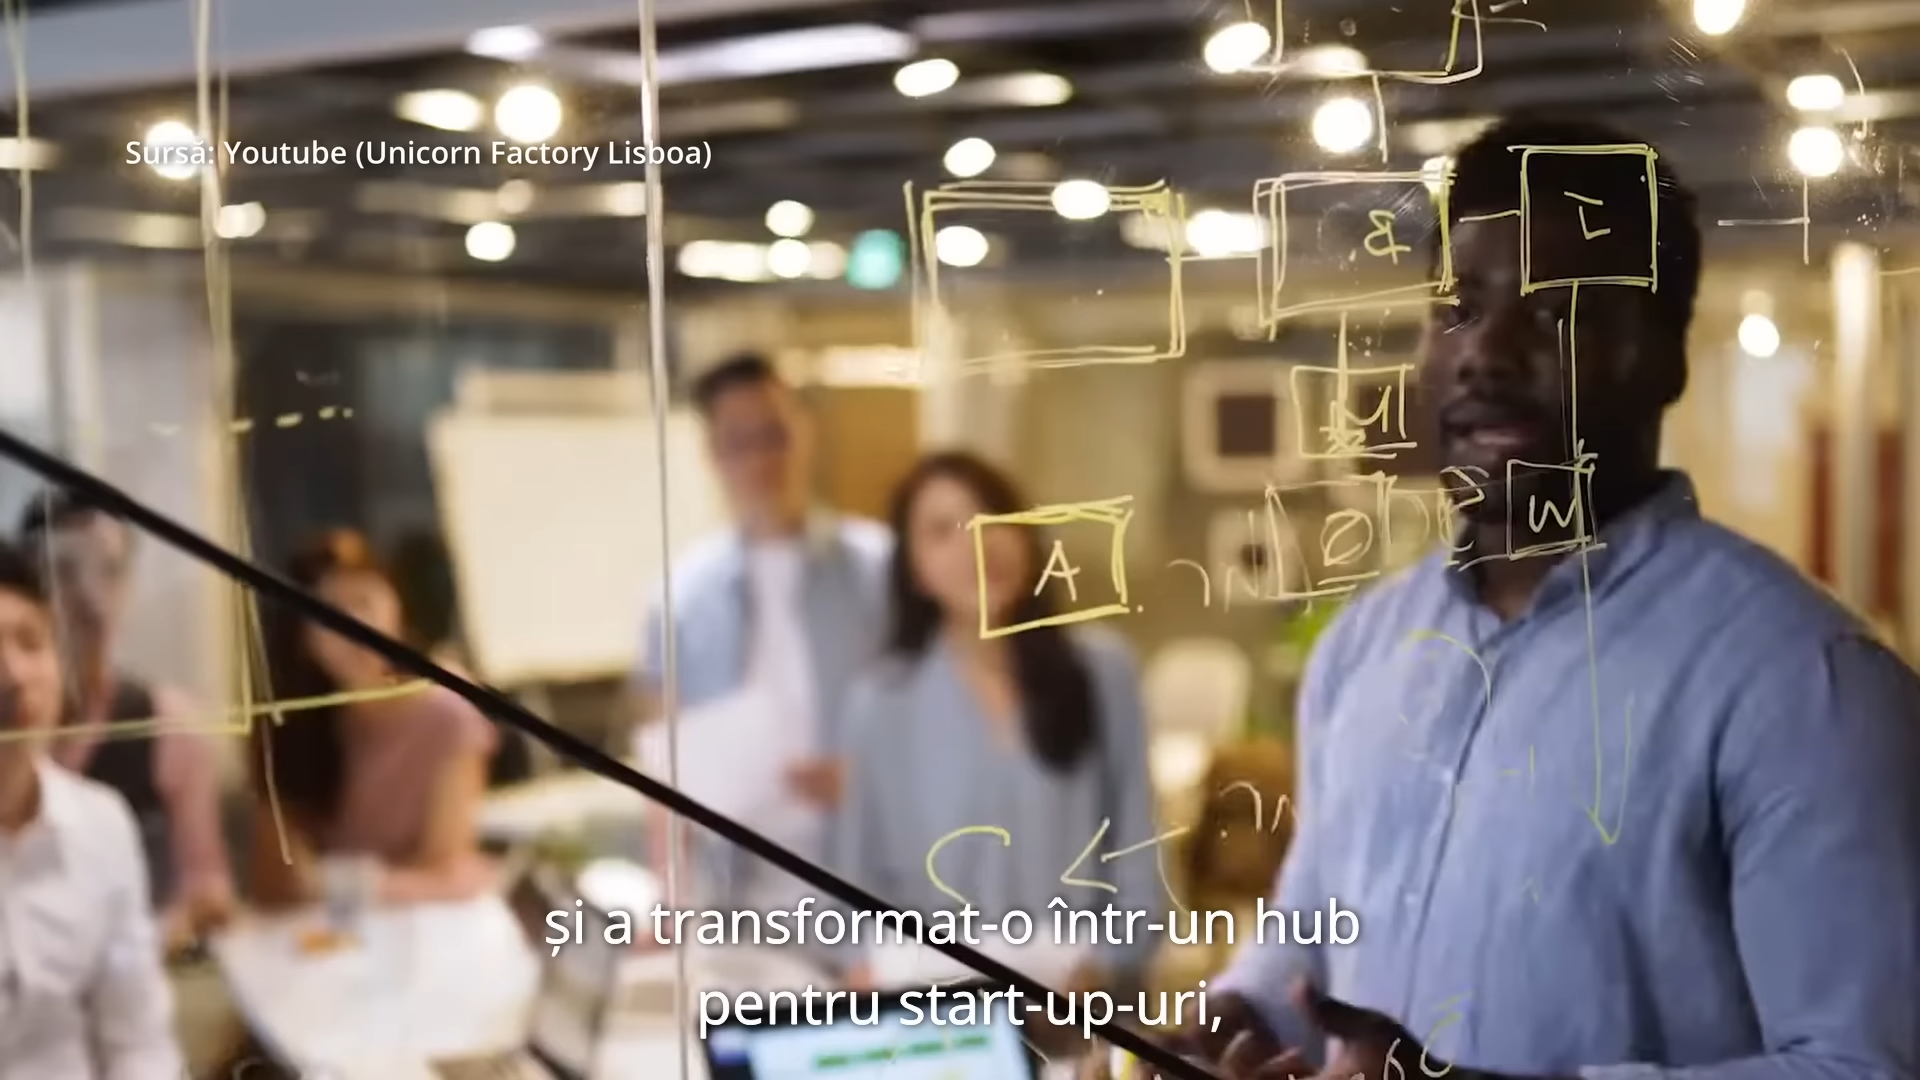 Sursă: Youtube (Unicorn Factory Lisboa)
B
I
M
A
O
W
și a transformat-o într-un hub
pentru start-up-uri,